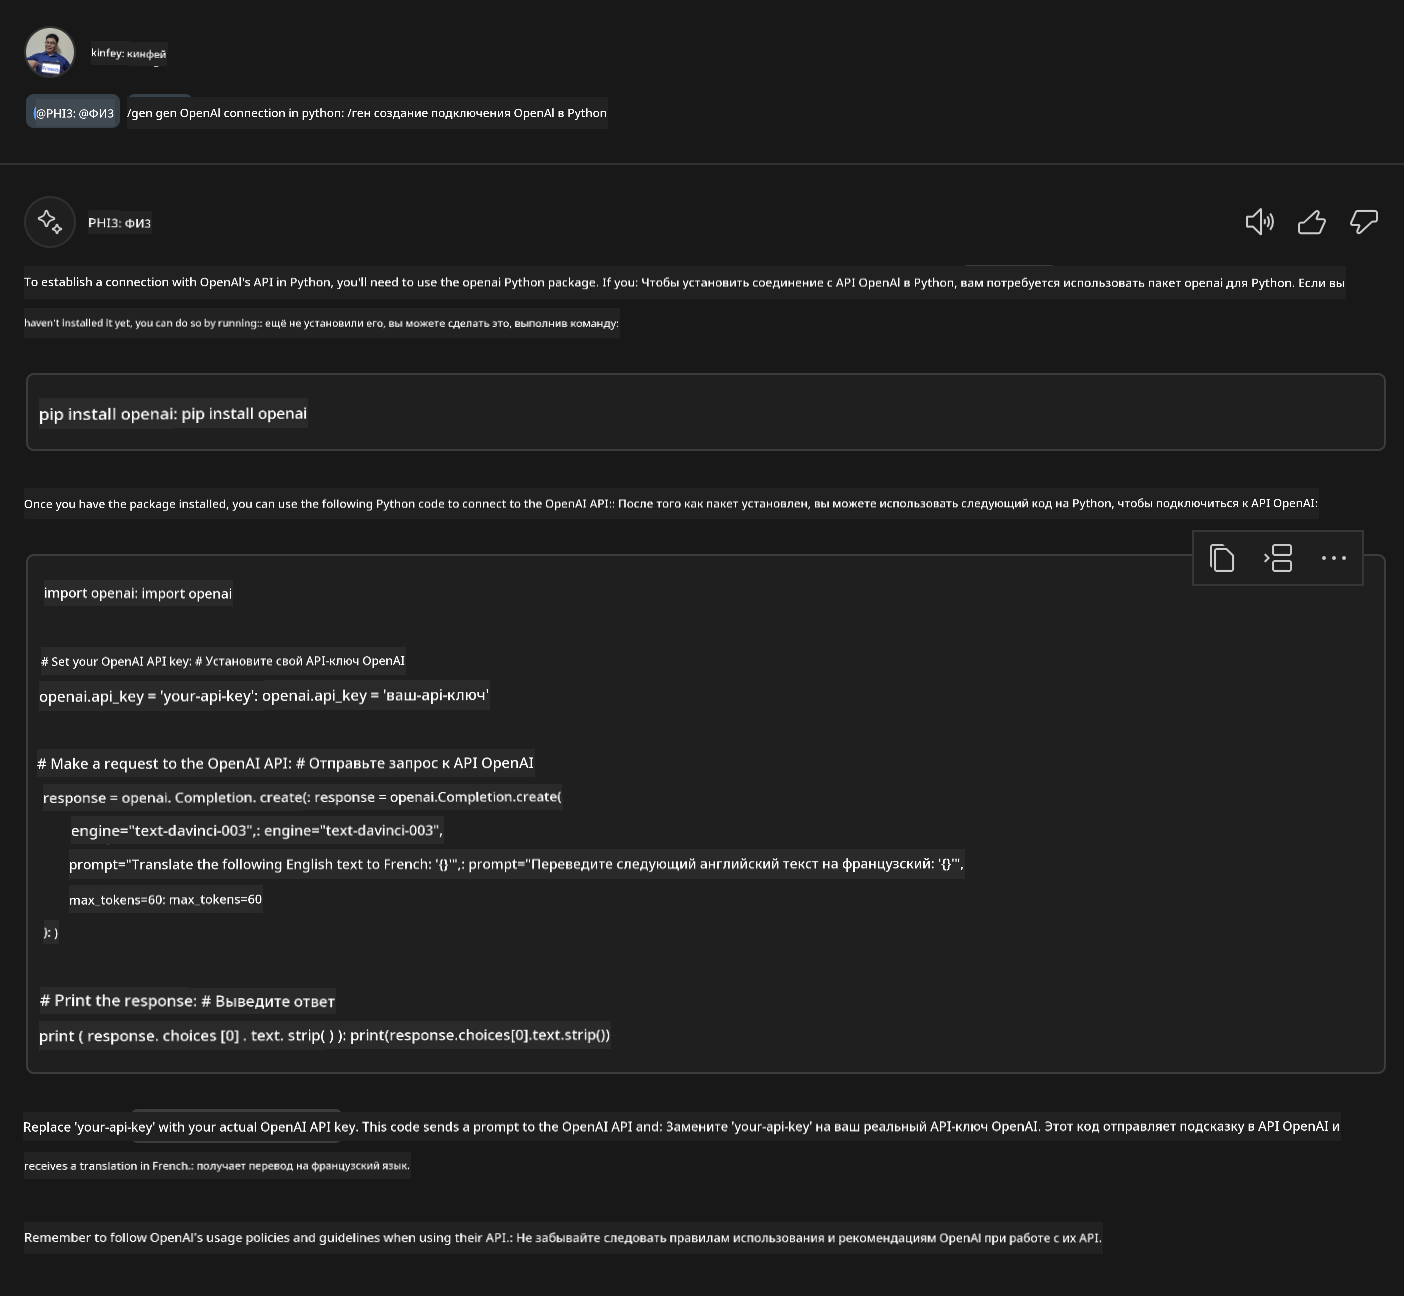 kinfey: кинфей
@PHI3: @ФИЗ /gen gen OpenAI connection in python: /ген создание подключения OpenAI в Python
PHI3: ФИЗ
To establish a connection with OpenAI's API in Python, you'll need to use the openai Python package. If you: Чтобы установить соединение с API OpenAI в Python, вам потребуется использовать пакет openai для Python. Если вы
haven't installed it yet, you can do so by running:: ещё не установили его, вы можете сделать это, выполнив команду:
pip install openai: pip install openai
Once you have the package installed, you can use the following Python code to connect to the OpenAI API:: После того как пакет установлен, вы можете использовать следующий код на Python, чтобы подключиться к API OpenAI:
import openai: import openai
# Set your OpenAI API key: # Установите свой API-ключ OpenAI
openai.api_key = 'your-api-key': openai.api_key = 'ваш-api-ключ'
# Make a request to the OpenAI API: # Отправьте запрос к API OpenAI
response = openai. Completion. create(: response = openai.Completion.create(
engine="text-davinci-003",: engine="text-davinci-003",
prompt="Translate the following English text to French: '{}'",: prompt="Переведите следующий английский текст на французский: '{}'",
max_tokens=60: max_tokens=60
): )
# Print the response: # Выведите ответ
print ( response. choices [0] . text. strip( ) ): print(response.choices[0].text.strip())
Replace 'your-api-key' with your actual OpenAI API key. This code sends a prompt to the OpenAI API and: Замените 'your-api-key' на ваш реальный API-ключ OpenAI. Этот код отправляет подсказку в API OpenAI и
receives a translation in French.: получает перевод на французский язык.
Remember to follow OpenAI's usage policies and guidelines when using their API.: Не забывайте следовать правилам использования и рекомендациям OpenAI при работе с их API.